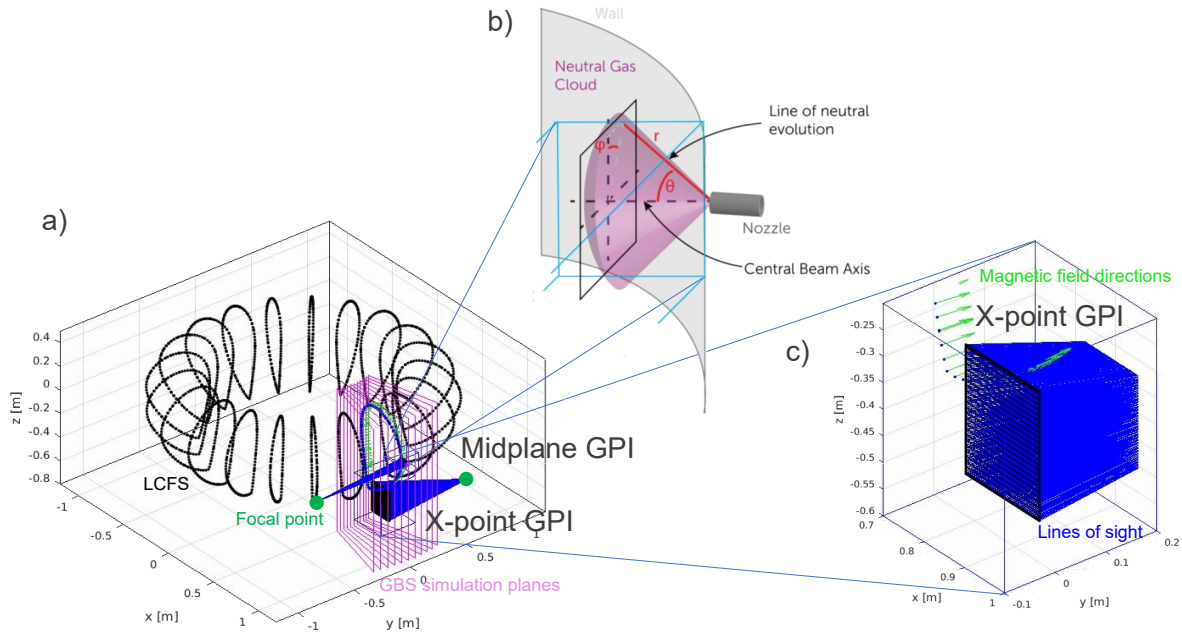 b)
Wall
Neutral Gas
Cloud
Line of neutral
evolution
r
φ
θ
Nozzle
Central Beam Axis
a)
0.4
0.2
0
-0.2
-0.4
-0.6
-0.8
z [m]
LCFS
Focal point
Midplane GPI
X-point GPI
GBS simulation planes
-1
-0.5
0
0.5
1
x [m]
-1
-0.5
0
0.5
1
y [m]
c)
Magnetic field directions
X-point GPI
-0.25
-0.3
-0.35
-0.4
-0.45
-0.5
-0.55
-0.6
z [m]
Lines of sight
0.7
0.8
0.9
1
x [m]
-0.1
0
0.1
0.2
y [m]